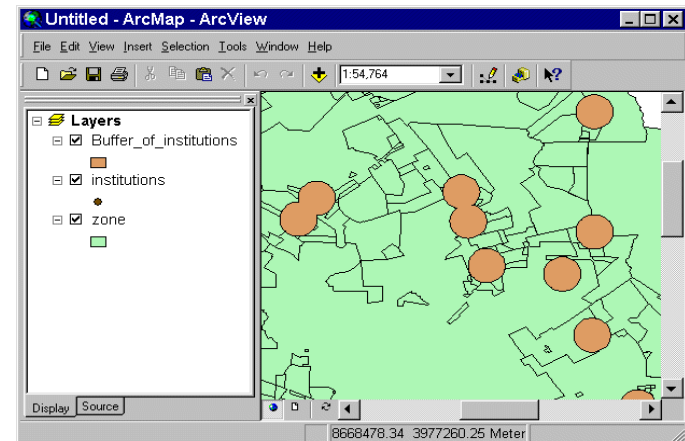 Untitled - ArcMap - ArcView
File Edit View Insert Selection Tools Window Help
1:54,764
Layers
Buffer_of_institutions
institutions
zone
Display Source
8668478.34 3977260.25 Meter